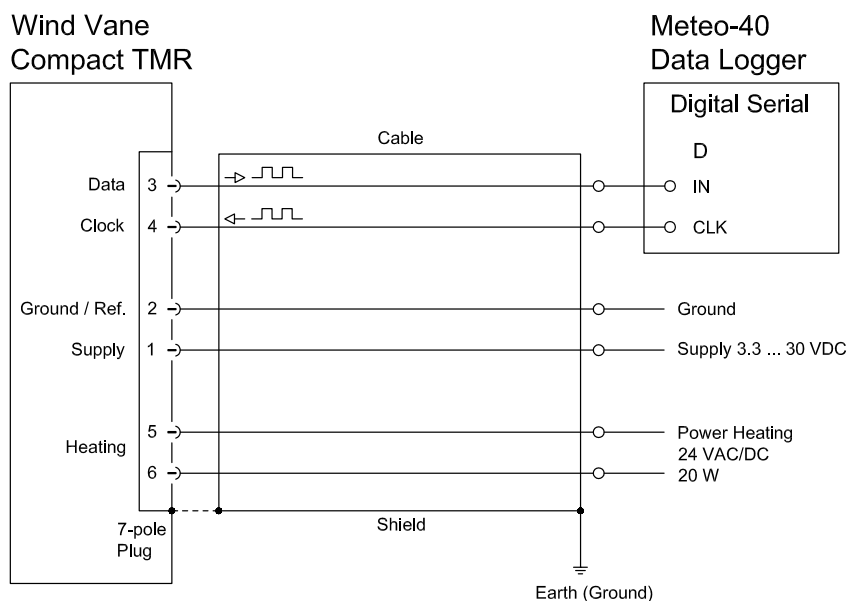 Wind Vane
Compact TMR
Meteo-40
Data Logger
Digital Serial
Cable
D
Data 3 IN
Clock 4 CLK
Ground / Ref. 2 Ground
Supply 1 Supply 3.3 ... 30 VDC
Heating
5
6
Power Heating
24 VAC/DC
20 W
7-pole
Plug
Shield
Earth (Ground)